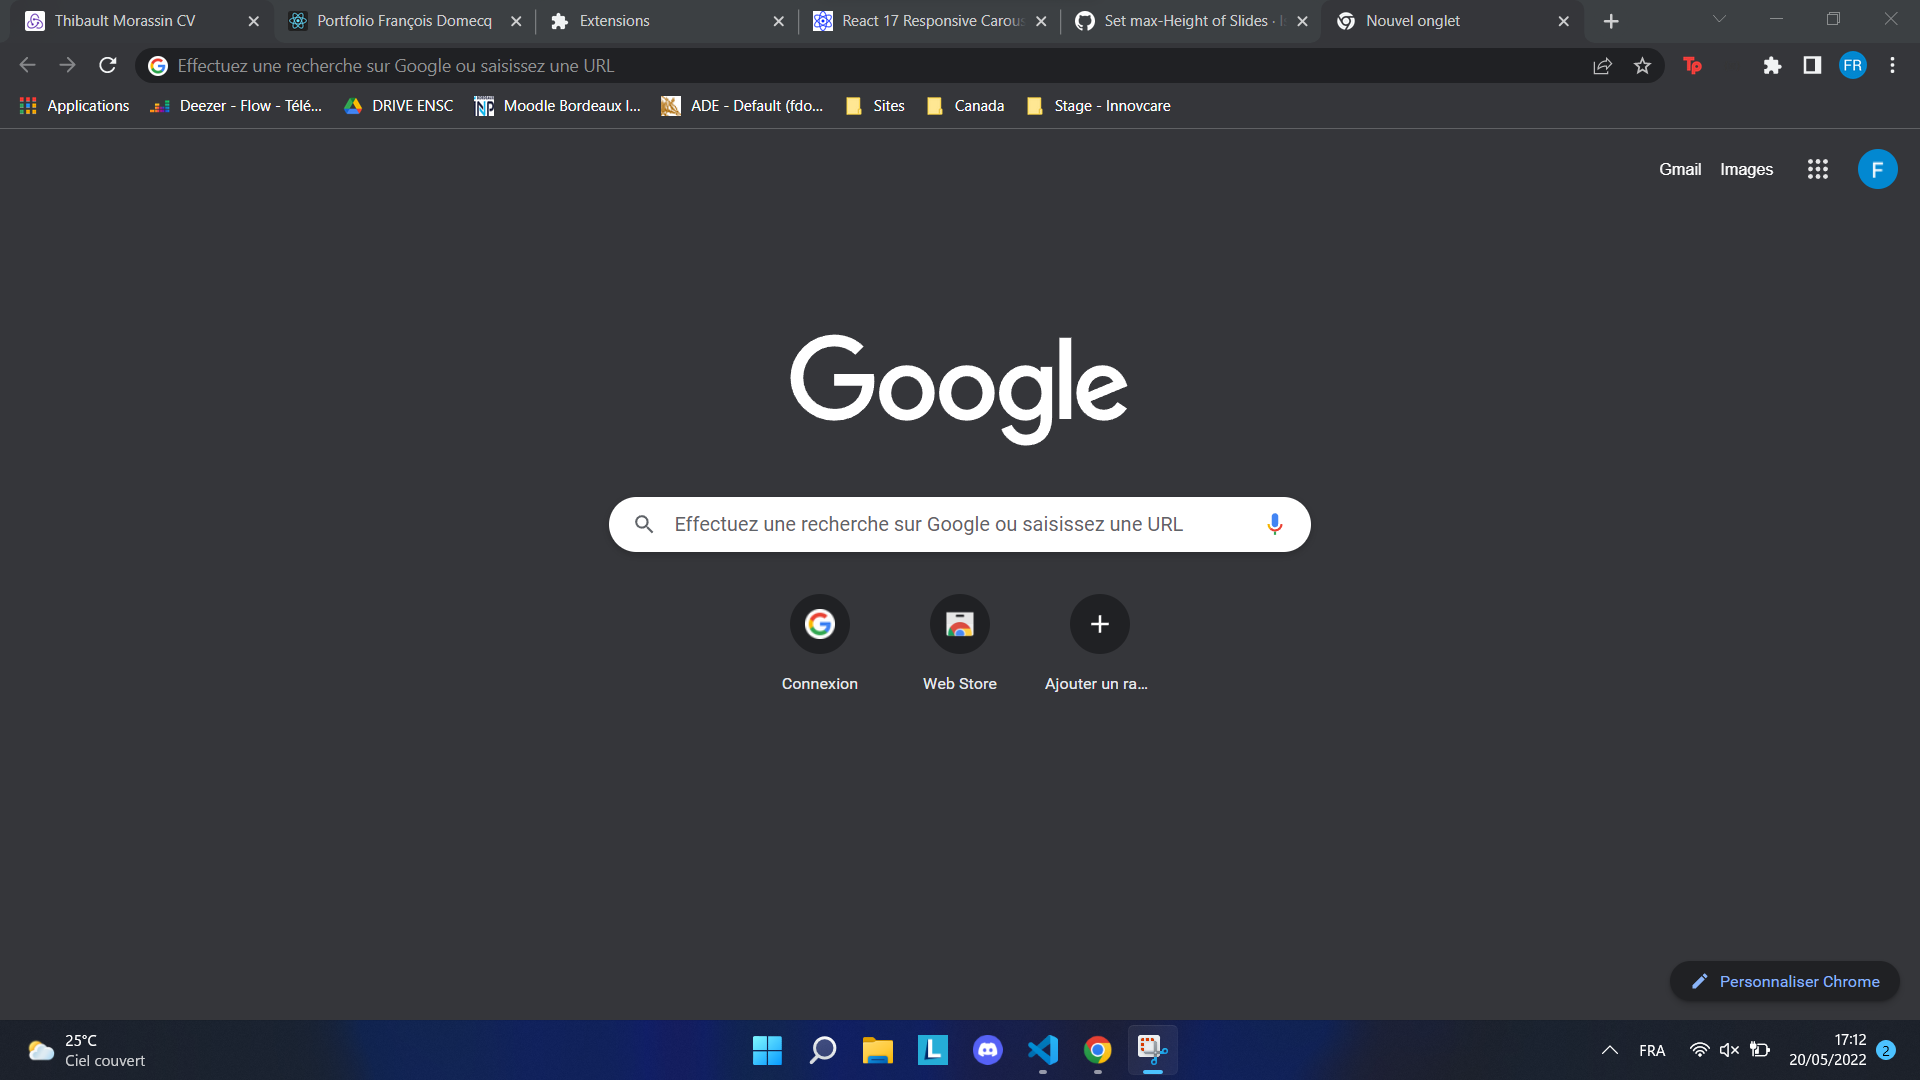 Thibault Morassin CV
Portfolio François Domecq
Extensions
React 17 Responsive Carous
Set max-Height of Slides · Is
Nouvel onglet
Effectuez une recherche sur Google ou saisissez une URL
Tp
FR
Applications
Deezer - Flow - Télé...
DRIVE ENSC
Moodle Bordeaux I...
ADE - Default (fdo...
Sites
Canada
Stage - Innovcare
Gmail
Images
F
Google
Effectuez une recherche sur Google ou saisissez une URL
Connexion
Web Store
Ajouter un ra...
Personnaliser Chrome
25°C
Ciel couvert
L
FRA
17:12
20/05/2022
2